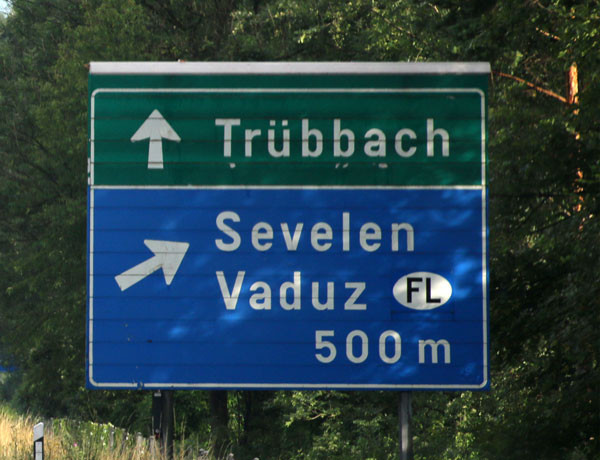 Trübbach
Sevelen
Vaduz FL
500 m